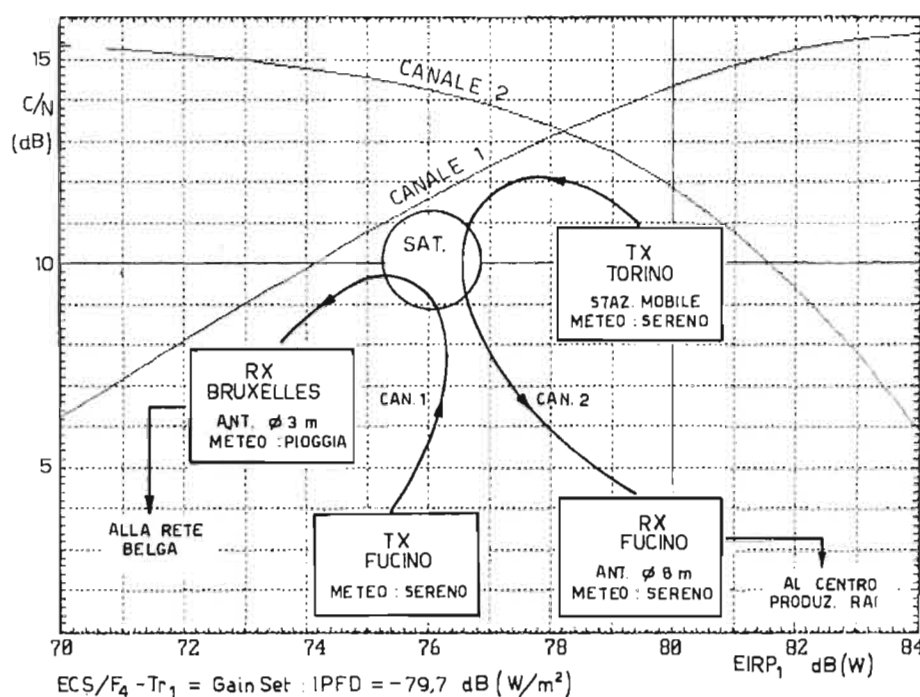 15
C/N
(dB)
10
5
CANALE 2
CANALE 1
SAT.
TX
TORINO
STAZ. MOBILE
METEO : SERENO
RX
BRUXELLES
ANT. ø 3 m
METEO : PIOGGIA
CAN. 1
CAN. 2
ALLA RETE
BELGA
TX
FUCINO
METEO : SERENO
RX
FUCINO
ANT. ø 8 m
METEO : SERENO
AL CENTRO
PRODUZ. RAI
70 72 74 75 76 78 80 82 84
EIRP₁ dB(W)
ECS/F₄ -Tr₁ = Gain Set : IPFD = -79,7 dB (W/m²)